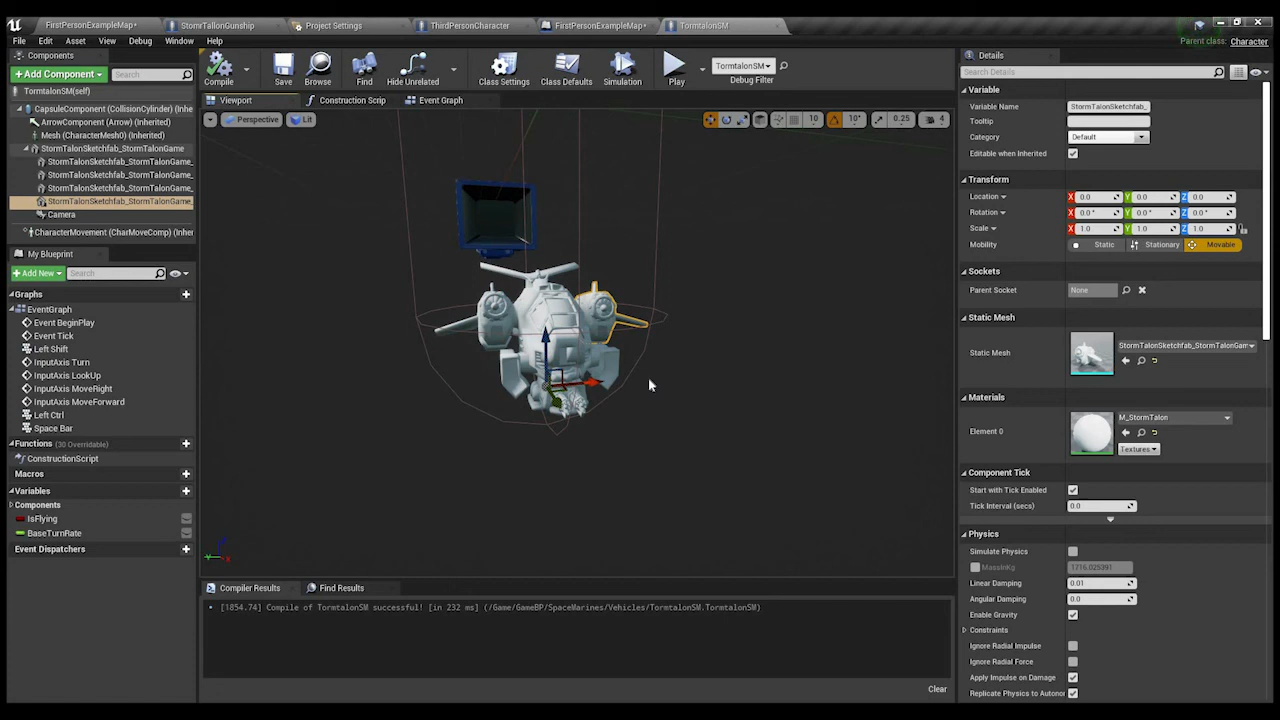 FirstPersonExampleMap•
StomrTallonGunship
Project Settings
ThirdPersonCharacter
FirstPersonExampleMap•
TormtalonSM
File Edit Asset View Debug Window Help
Parent class: Character
Components
+ Add Component
Search
TormtalonSM(self)
CapsuleComponent (CollisionCylinder) (Inhe
ArrowComponent (Arrow) (Inherited)
Mesh (CharacterMesh0) (Inherited)
StormTalonSketchfab_StormTalonGame
StormTalonSketchfab_StormTalonGame_
StormTalonSketchfab_StormTalonGame_
StormTalonSketchfab_StormTalonGame_
StormTalonSketchfab_StormTalonGame_
Camera
CharacterMovement (CharMoveComp) (Inher
My Blueprint
+ Add New
Search
Graphs
EventGraph
Event BeginPlay
Event Tick
Left Shift
InputAxis Turn
InputAxis LookUp
InputAxis MoveRight
InputAxis MoveForward
Left Ctrl
Space Bar
Functions (30 Overridable)
ConstructionScript
Macros
Variables
Components
IsFlying
BaseTurnRate
Event Dispatchers
Compile
Save
Browse
Find
Hide Unrelated
Class Settings
Class Defaults
Simulation
Play
TormtalonSM
Debug Filter
Viewport
Construction Scrip
Event Graph
Perspective
Lit
10
10°
0.25
4
Z
Y
X
Compiler Results
Find Results
• [1854.74] Compile of TormtalonSM successful! [in 232 ms] (/Game/GameBP/SpaceMarines/Vehicles/TormtalonSM.TormtalonSM)
Clear
Details
Search Details
Variable
Variable Name StormTalonSketchfab_
Tooltip
Category Default
Editable when Inherited
Transform
Location X 0.0 Y 0.0 Z 0.0
Rotation X 0.0° Y 0.0° Z 0.0°
Scale X 1.0 Y 1.0 Z 1.0
Mobility Static Stationary Movable
Sockets
Parent Socket None
Static Mesh
Static Mesh StormTalonSketchfab_StormTalonGam
Materials
Element 0 M_StormTalon
Textures
Component Tick
Start with Tick Enabled
Tick Interval (secs) 0.0
Physics
Simulate Physics
MassInKg 1716.025391
Linear Damping 0.01
Angular Damping 0.0
Enable Gravity
Constraints
Ignore Radial Impulse
Ignore Radial Force
Apply Impulse on Damage
Replicate Physics to Autonon